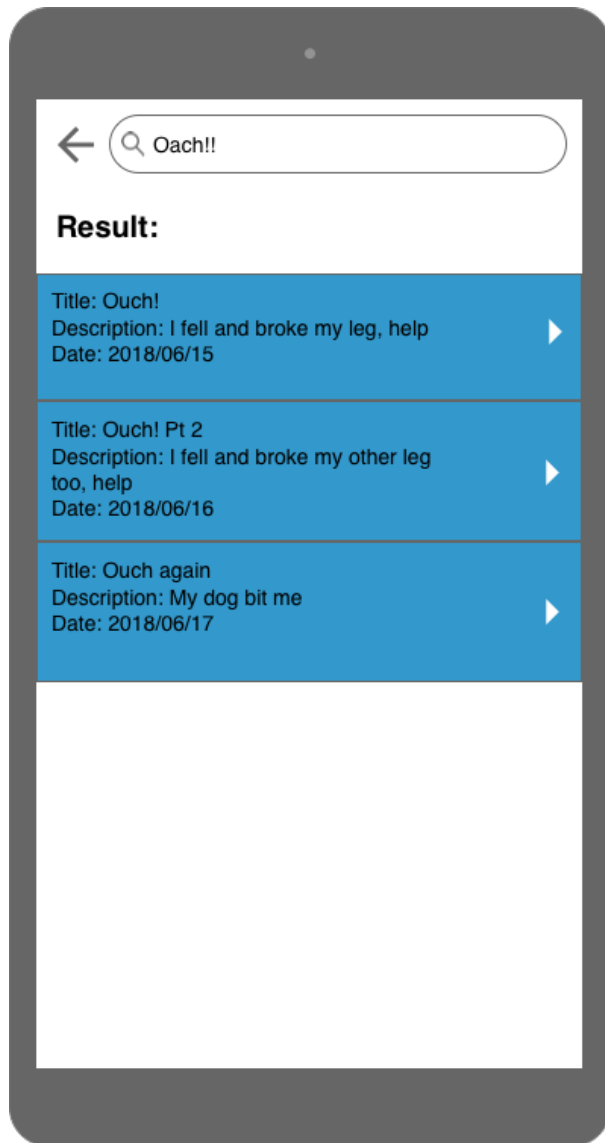 Oach!!
Result:
Title: Ouch!
Description: I fell and broke my leg, help
Date: 2018/06/15
Title: Ouch! Pt 2
Description: I fell and broke my other leg
too, help
Date: 2018/06/16
Title: Ouch again
Description: My dog bit me
Date: 2018/06/17